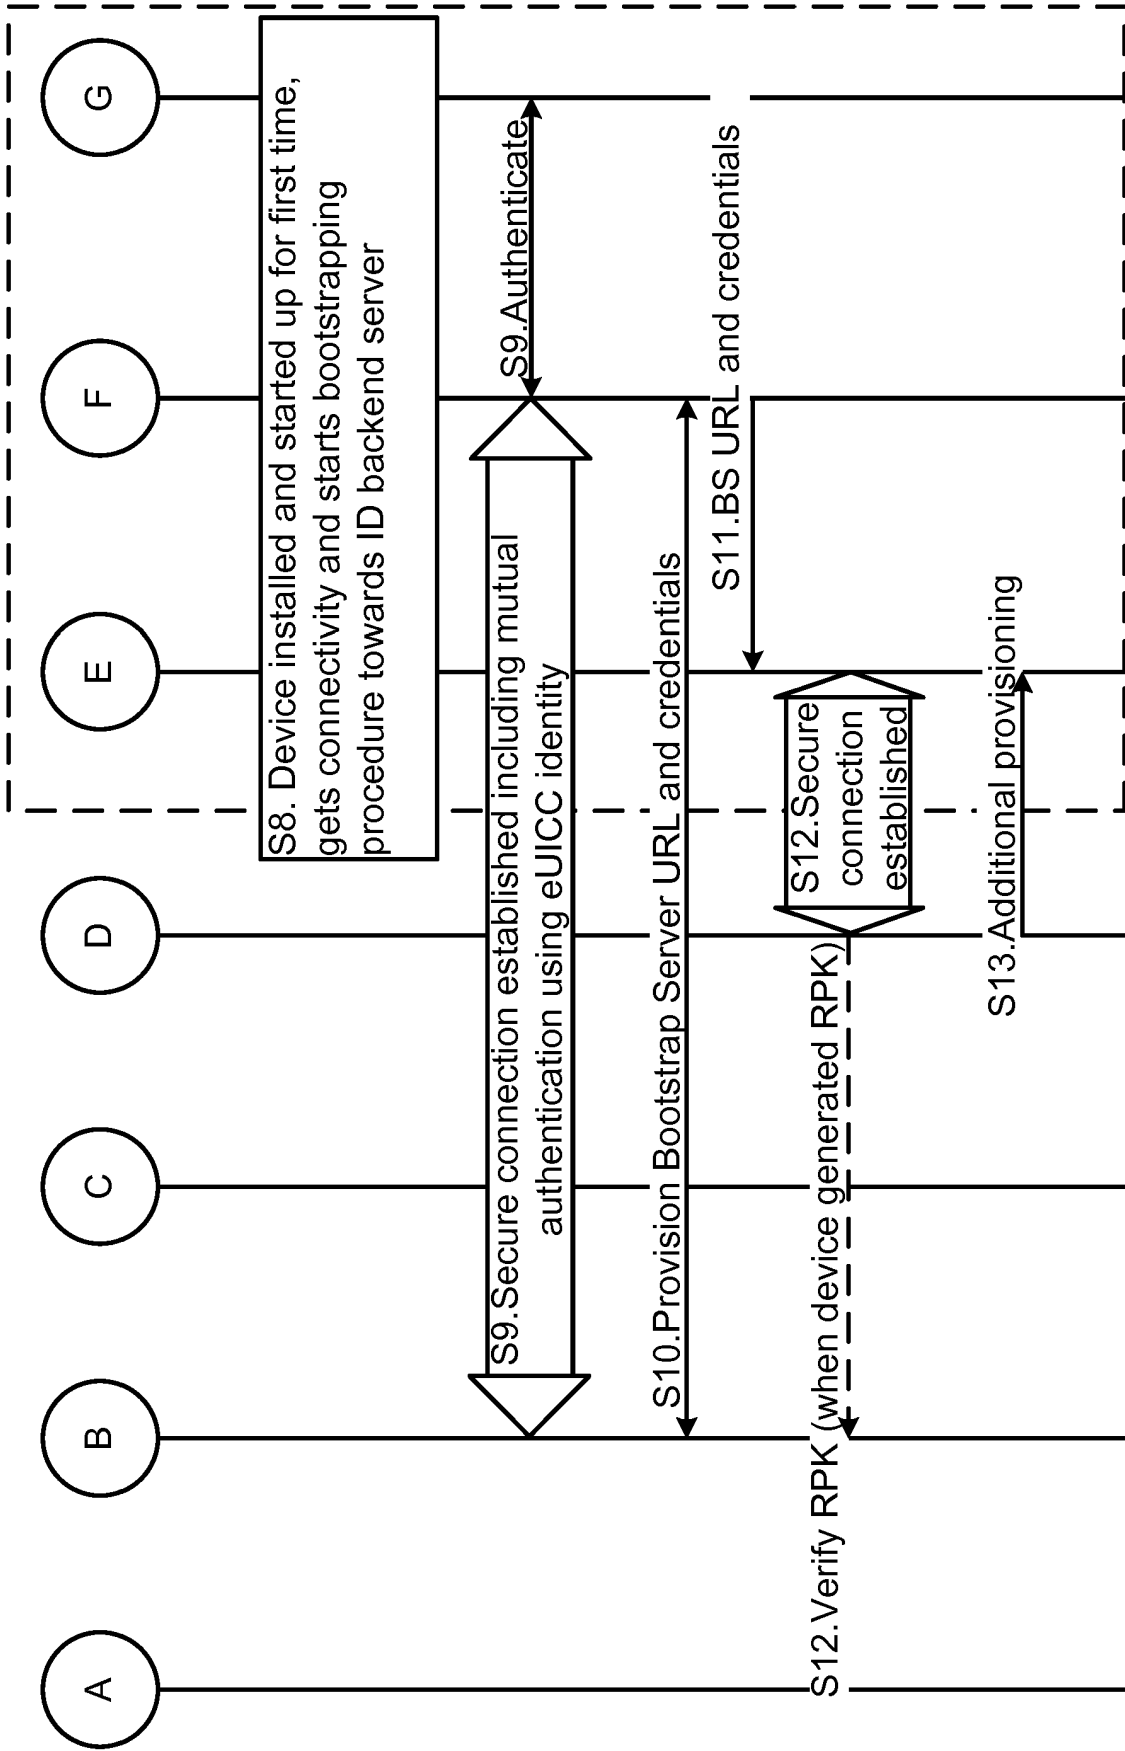 A
B
C
D
E
F
G
S8. Device installed and started up for first time,
gets connectivity and starts bootstrapping
procedure towards ID backend server
S9.Authenticate
S9.Secure connection established including mutual
authentication using eUICC identity
S10.Provision Bootstrap Server URL and credentials
S11.BS URL and credentials
S12.Secure
connection
established
S12.Verify RPK (when device generated RPK)
S13.Additional provisioning